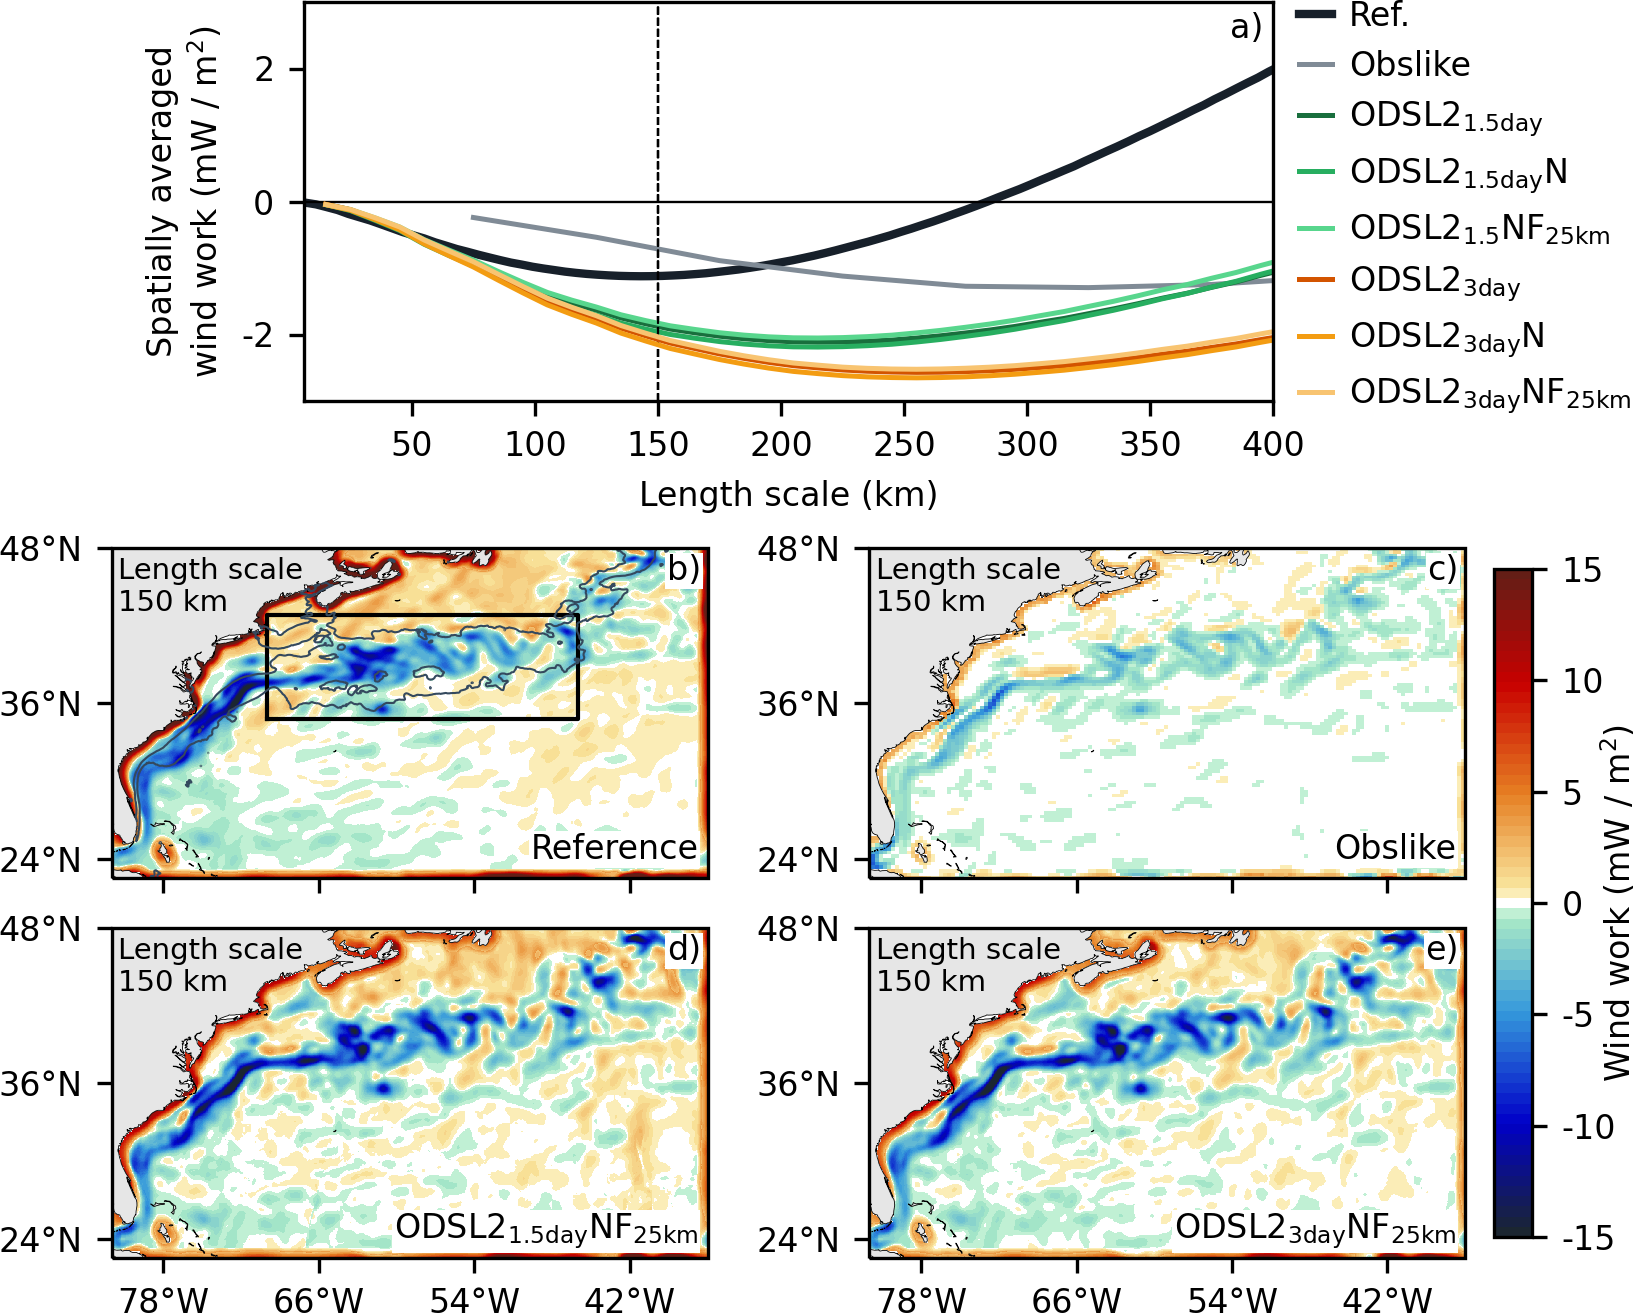 a)
Spatially averaged
wind work (mW / m²)
2
0
-2
50 100 150 200 250 300 350 400
Length scale (km)
Ref.
Obslike
ODSL2₁.₅day
ODSL2₁.₅dayN
ODSL2₁.₅NF₂₅km
ODSL2₃day
ODSL2₃dayN
ODSL2₃dayNF₂₅km
48°N
36°N
24°N
Length scale
150 km
b)
Reference
48°N
36°N
24°N
Length scale
150 km
c)
Obslike
48°N
36°N
24°N
Length scale
150 km
d)
ODSL2₁.₅dayNF₂₅km
78°W 66°W 54°W 42°W
48°N
36°N
24°N
Length scale
150 km
e)
ODSL2₃dayNF₂₅km
78°W 66°W 54°W 42°W
15
10
5
0
-5
-10
-15
Wind work (mW / m²)